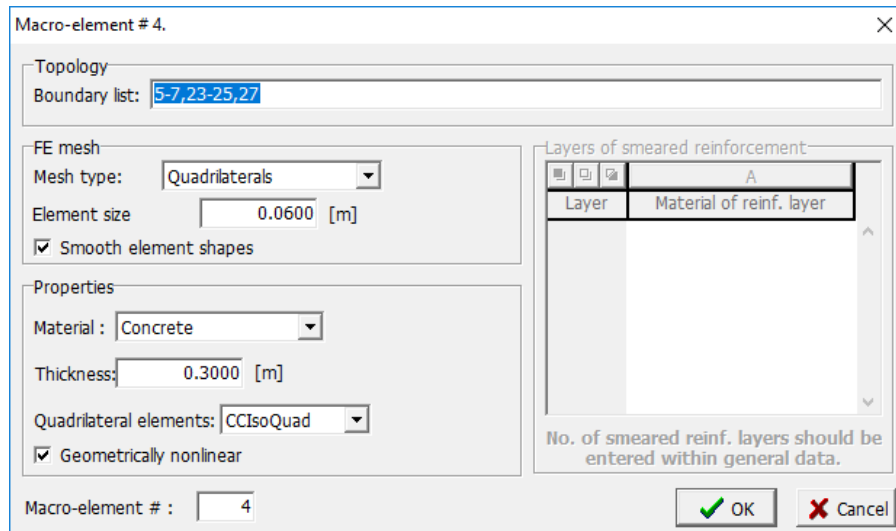 Macro-element # 4.
Topology
Boundary list: 5-7,23-25,27
FE mesh
Mesh type: Quadrilaterals
Element size 0.0600 [m]
Smooth element shapes
Properties
Material : Concrete
Thickness: 0.3000 [m]
Quadrilateral elements: CCIsoQuad
Geometrically nonlinear
Layers of smeared reinforcement
A
Layer Material of reinf. layer
No. of smeared reinf. layers should be
entered within general data.
Macro-element # : 4
OK Cancel